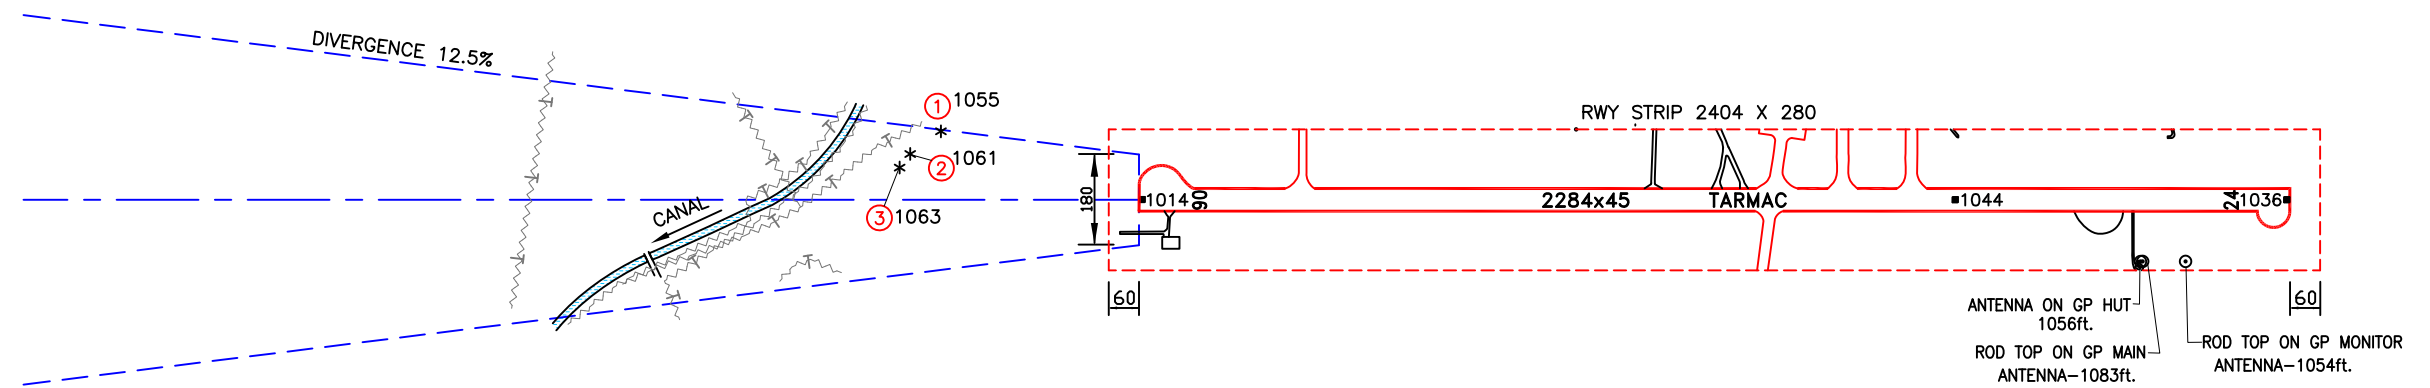 DIVERGENCE 12.5%
CANAL
1 1055
1061
2
3 1063
180
60
RWY STRIP 2404 X 280
1014 06
2284x45 TARMAC
1044
24 1036
60
ANTENNA ON GP HUT
1056ft.
ROD TOP ON GP MAIN
ANTENNA-1083ft.
ROD TOP ON GP MONITOR
ANTENNA-1054ft.